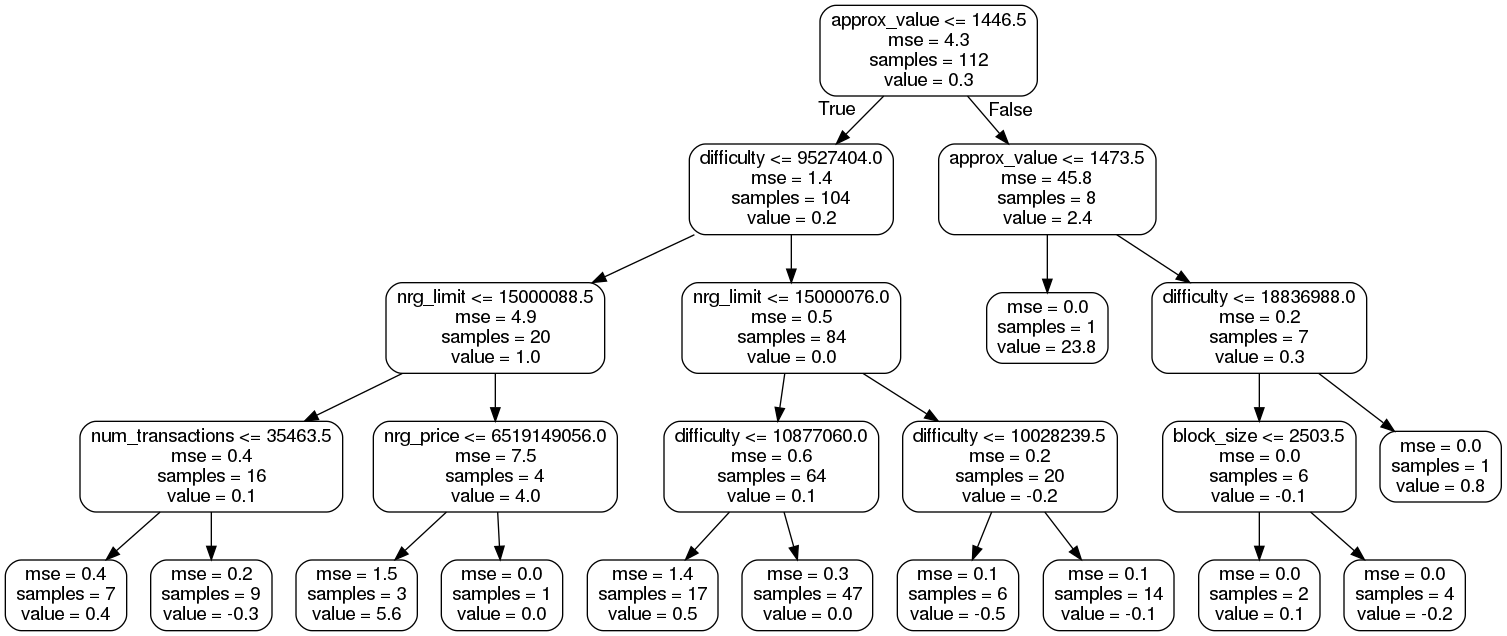 approx_value <= 1446.5
mse = 4.3
samples = 112
value = 0.3
True
False
difficulty <= 9527404.0
mse = 1.4
samples = 104
value = 0.2
approx_value <= 1473.5
mse = 45.8
samples = 8
value = 2.4
nrg_limit <= 15000088.5
mse = 4.9
samples = 20
value = 1.0
nrg_limit <= 15000076.0
mse = 0.5
samples = 84
value = 0.0
mse = 0.0
samples = 1
value = 23.8
difficulty <= 18836988.0
mse = 0.2
samples = 7
value = 0.3
num_transactions <= 35463.5
mse = 0.4
samples = 16
value = 0.1
nrg_price <= 6519149056.0
mse = 7.5
samples = 4
value = 4.0
difficulty <= 10877060.0
mse = 0.6
samples = 64
value = 0.1
difficulty <= 10028239.5
mse = 0.2
samples = 20
value = -0.2
block_size <= 2503.5
mse = 0.0
samples = 6
value = -0.1
mse = 0.0
samples = 1
value = 0.8
mse = 0.4
samples = 7
value = 0.4
mse = 0.2
samples = 9
value = -0.3
mse = 1.5
samples = 3
value = 5.6
mse = 0.0
samples = 1
value = 0.0
mse = 1.4
samples = 17
value = 0.5
mse = 0.3
samples = 47
value = 0.0
mse = 0.1
samples = 6
value = -0.5
mse = 0.1
samples = 14
value = -0.1
mse = 0.0
samples = 2
value = 0.1
mse = 0.0
samples = 4
value = -0.2